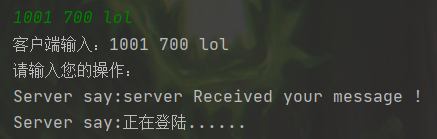 1001 700 lol
客户端输入：1001 700 lol
请输入您的操作：
Server say:server Received your message !
Server say:正在登陆......